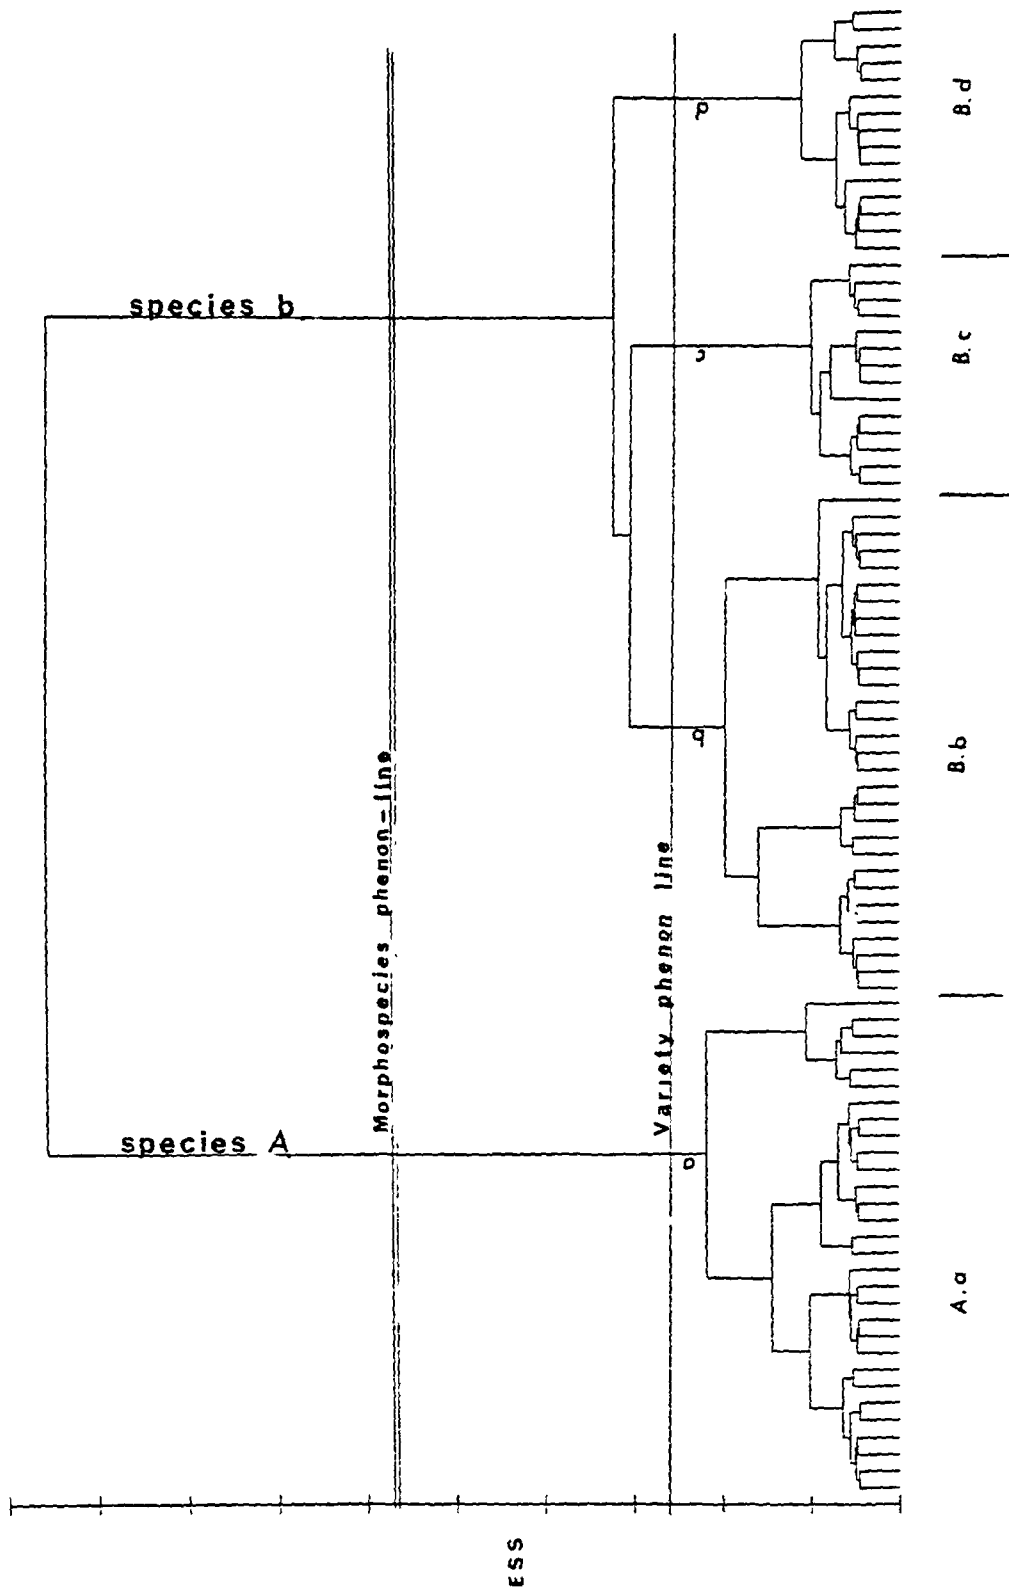 species b
species A
Morphospecies phenon-line
Variety phenon line
a
b
c
d
A.a
B.b
B.c
B.d
ESS